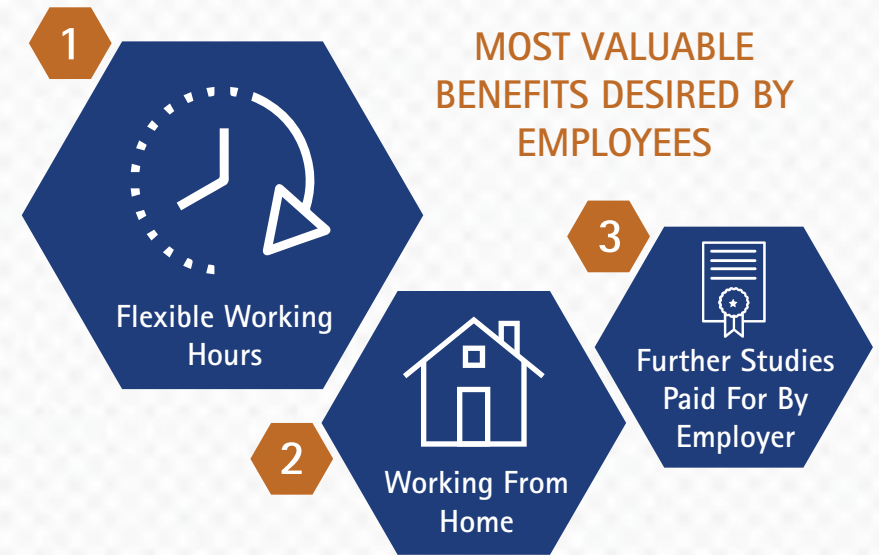 MOST VALUABLE
BENEFITS DESIRED BY
EMPLOYEES
1
Flexible Working
Hours
2
Working From
Home
3
Further Studies
Paid For By
Employer